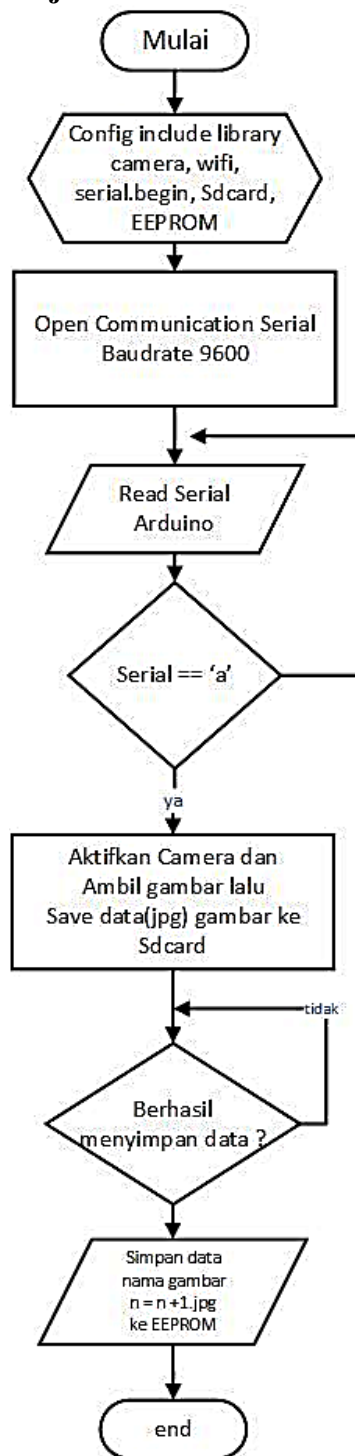 Mulai
Config include library
camera, wifi,
serial.begin, Sdcard,
EEPROM
Open Communication Serial
Baudrate 9600
Read Serial
Arduino
Serial == ‘a’
ya
Aktifkan Camera dan
Ambil gambar lalu
Save data(jpg) gambar ke
Sdcard
tidak
Berhasil
menyimpan data ?
Simpan data
nama gambar
n = n +1.jpg
ke EEPROM
end